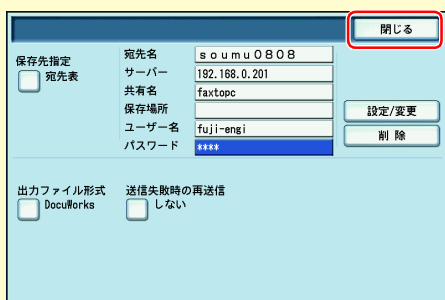 閉じる
保存先指定
宛先表
宛先名 soumu0808
サーバー 192.168.0.201
共有名 faxtopc
保存場所
ユーザー名 fuji-engi
パスワード ****
設定/変更
削 除
出力ファイル形式
DocuWorks
送信失敗時の再送信
しない